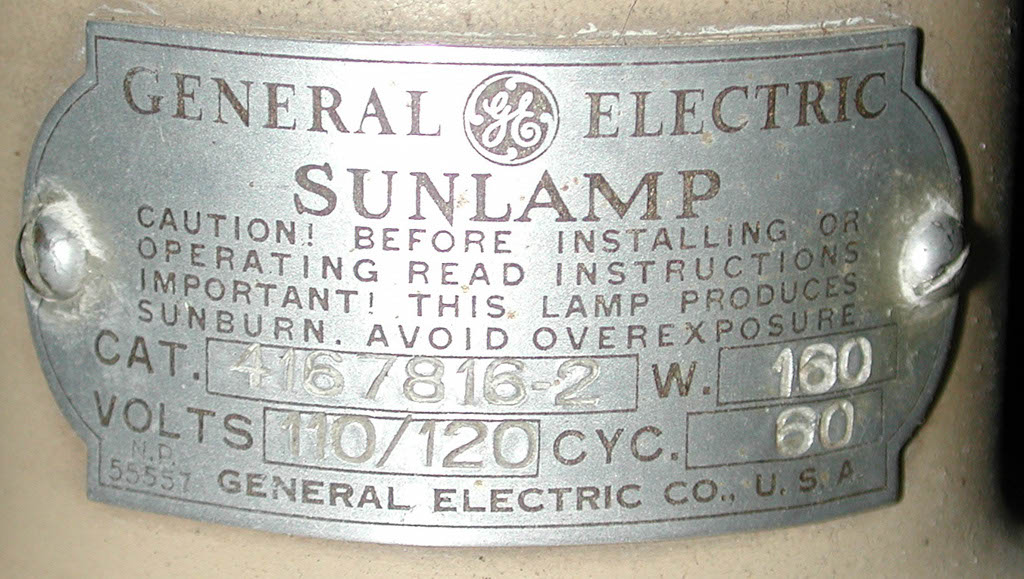 GENERAL GE ELECTRIC
SUNLAMP
CAUTION! BEFORE INSTALLING OR
OPERATING READ INSTRUCTIONS
IMPORTANT! THIS LAMP PRODUCES
SUNBURN. AVOID OVEREXPOSURE
CAT. 4167816-2 W. 160
VOLTS 110/120 CYC. 60
N.P.
55557 GENERAL ELECTRIC CO., U. S. A.